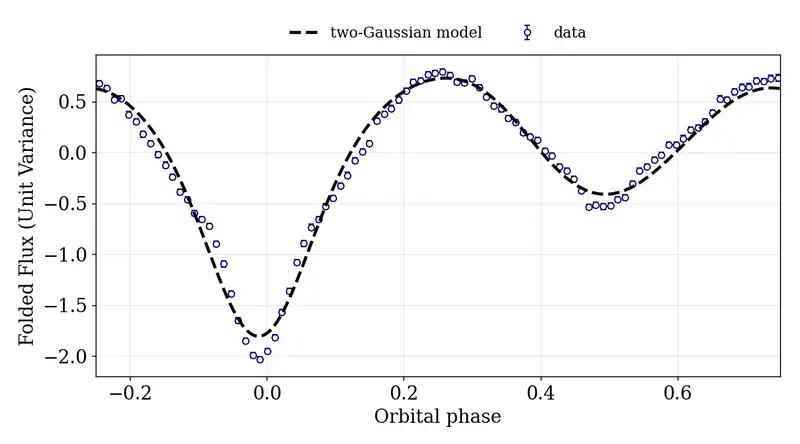 two-Gaussian model
data
Folded Flux (Unit Variance)
0.5
0.0
−0.5
−1.0
−1.5
−2.0
−0.2
0.0
0.2
0.4
0.6
Orbital phase